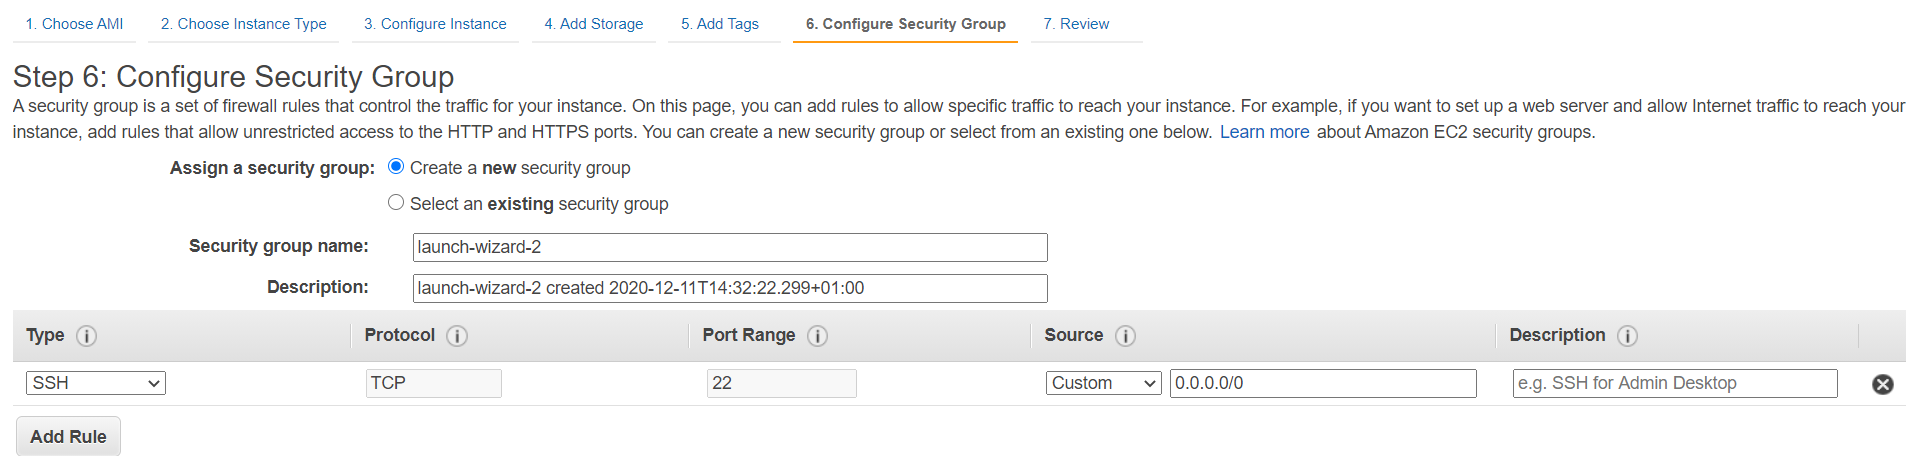 1. Choose AMI 2. Choose Instance Type 3. Configure Instance 4. Add Storage 5. Add Tags 6. Configure Security Group 7. Review
Step 6: Configure Security Group
A security group is a set of firewall rules that control the traffic for your instance. On this page, you can add rules to allow specific traffic to reach your instance. For example, if you want to set up a web server and allow Internet traffic to reach your
instance, add rules that allow unrestricted access to the HTTP and HTTPS ports. You can create a new security group or select from an existing one below. Learn more about Amazon EC2 security groups.
Assign a security group: Create a new security group
Select an existing security group
Security group name: launch-wizard-2
Description: launch-wizard-2 created 2020-12-11T14:32:22.299+01:00
Type i Protocol i Port Range i Source i Description i
SSH TCP 22 Custom 0.0.0.0/0 e.g. SSH for Admin Desktop
Add Rule